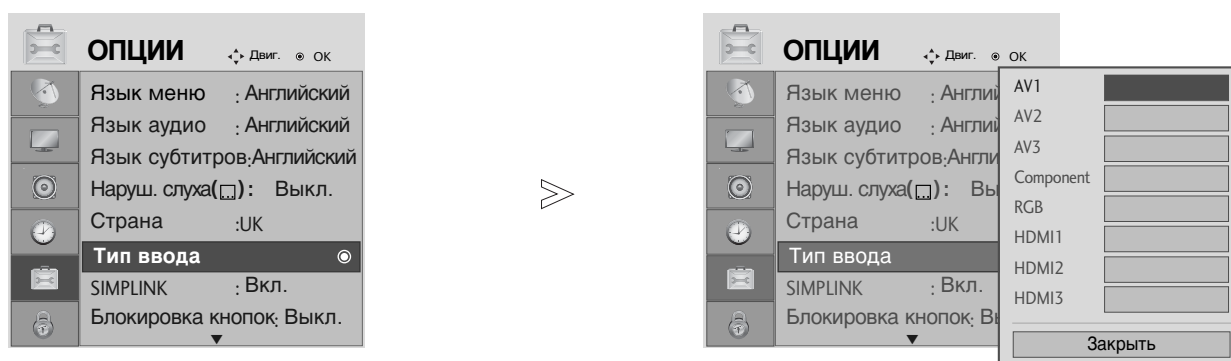 ОПЦИИ Двиг. ОК
Язык меню : Английский
Язык аудио : Английский
Язык субтитров:Английский
Наруш. слуха( ): Выкл.
Страна :UK
Тип ввода
SIMPLINK : Вкл.
Блокировка кнопок: Выкл.
ОПЦИИ Двиг. ОК
Язык меню : Англий
Язык аудио : Англий
Язык субтитров:Англи
Наруш. слуха( ): Вы
Страна :UK
Тип ввода
SIMPLINK : Вкл.
Блокировка кнопок: Вы
AV1
AV2
AV3
Component
RGB
HDMI1
HDMI2
HDMI3
Закрыть